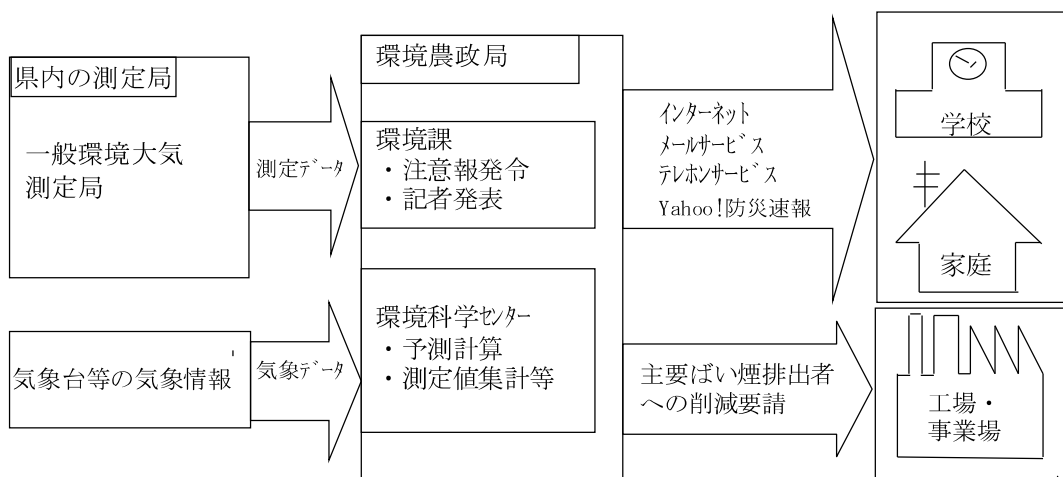 県内の測定局
一般環境大気
測定局
測定ﾃﾞｰﾀ
気象台等の気象情報
気象ﾃﾞｰﾀ
環境農政局
環境課
・注意報発令
・記者発表
環境科学ｾﾝﾀｰ
・予測計算
・測定値集計等
ｲﾝﾀｰﾈｯﾄ
ﾒｰﾙｻｰﾋﾞｽ
ﾃﾚﾎﾝｻｰﾋﾞｽ
Yahoo!防災速報
主要ばい煙排出者
への削減要請
学校
家庭
工場・
事業場